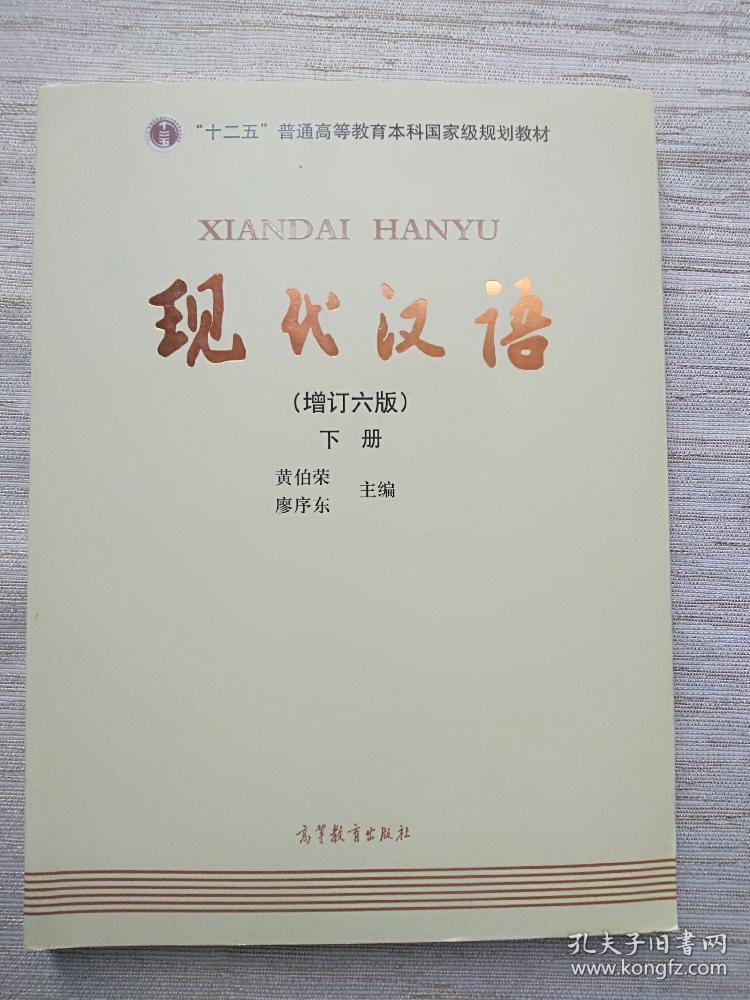 “十二五”普通高等教育本科国家级规划教材
XIANDAI HANYU
现代汉语
（增订六版）
下 册
黄伯荣
廖序东 主编
高等教育出版社
孔夫子旧书网
www.kongfz.com